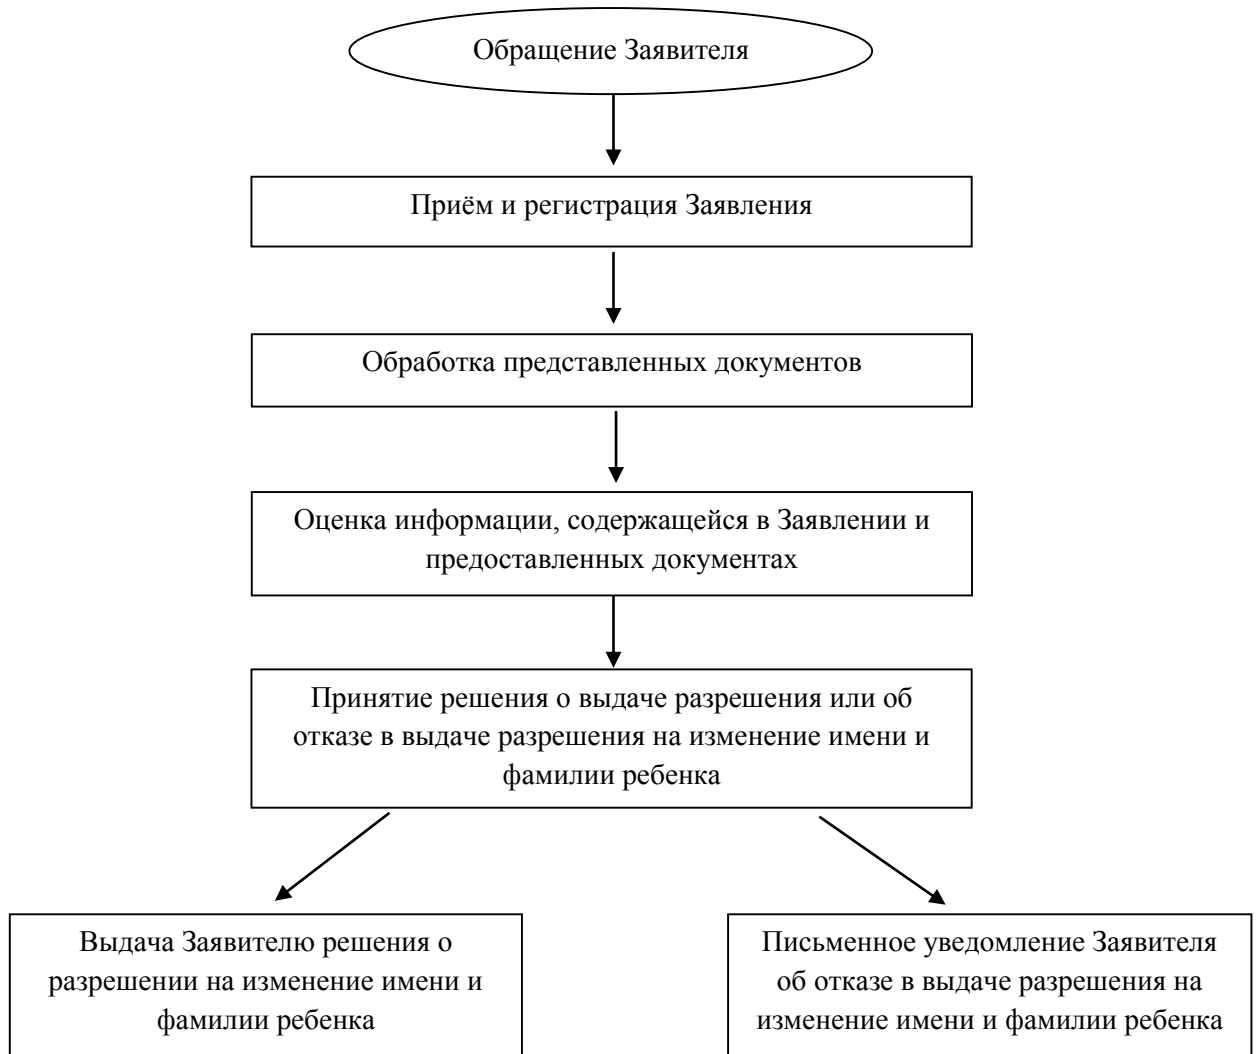 Обращение Заявителя
Приём и регистрация Заявления
Обработка представленных документов
Оценка информации, содержащейся в Заявлении и
предоставленных документах
Принятие решения о выдаче разрешения или об
отказе в выдаче разрешения на изменение имени и
фамилии ребенка
Выдача Заявителю решения о
разрешении на изменение имени и
фамилии ребенка
Письменное уведомление Заявителя
об отказе в выдаче разрешения на
изменение имени и фамилии ребенка